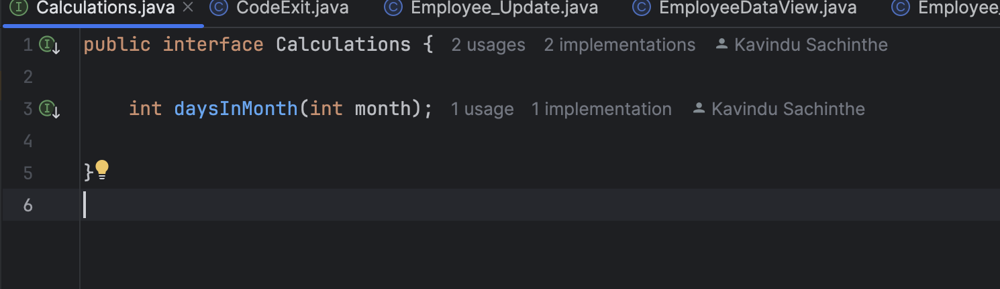 Calculations.java CodeExit.java Employee_Update.java EmployeeDataView.java Employee_
1 public interface Calculations { 2 usages 2 implementations Kavindu Sachinthe
2
3 int daysInMonth(int month); 1 usage 1 implementation Kavindu Sachinthe
4
5 }
6